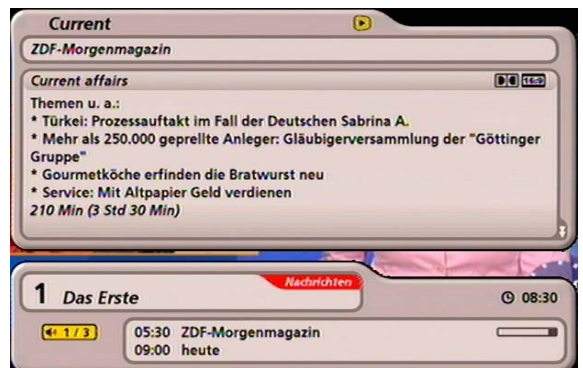 Current
ZDF-Morgenmagazin
Current affairs
16:9
Themen u. a.:
* Türkei: Prozessauftakt im Fall der Deutschen Sabrina A.
* Mehr als 250.000 geprellte Anleger: Gläubigerversammlung der "Göttinger
Gruppe"
* Gourmetköche erfinden die Bratwurst neu
* Service: Mit Altpapier Geld verdienen
210 Min (3 Std 30 Min)
Nachrichten
1 Das Erste
08:30
1 / 3
05:30 ZDF-Morgenmagazin
09:00 heute